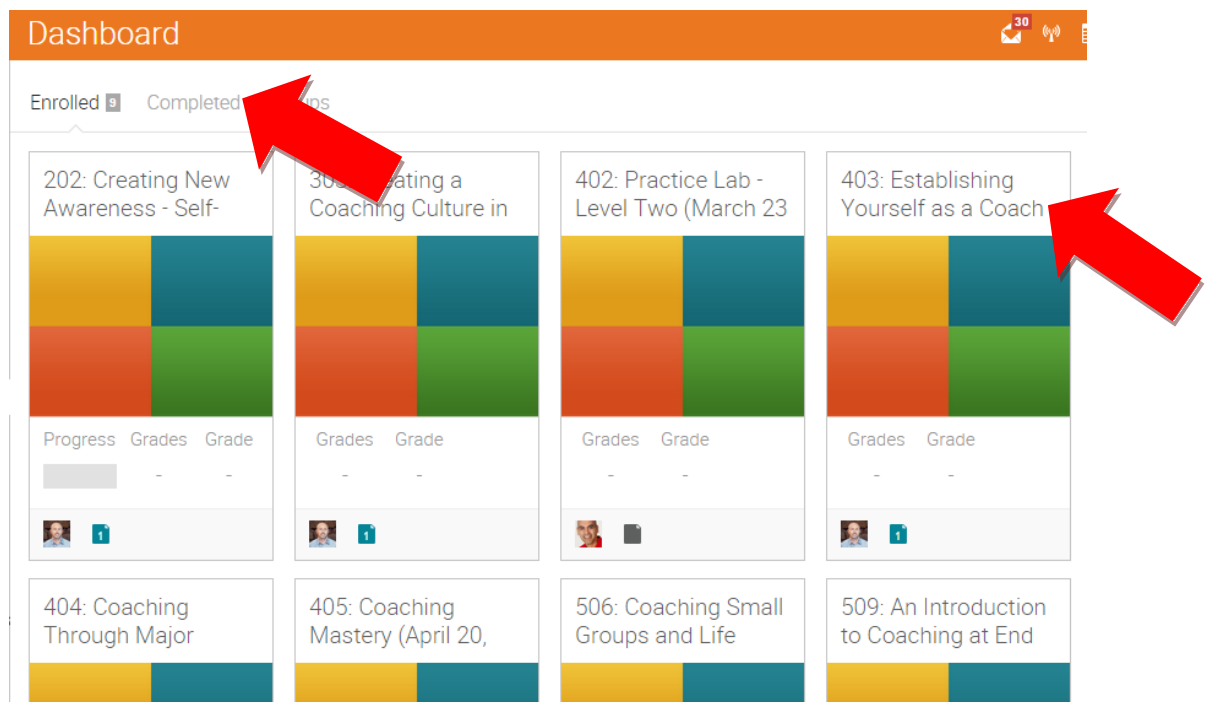 Dashboard
30
Enrolled 9 Completed
202: Creating New
Awareness - Self-
Coaching Culture in
402: Practice Lab -
Level Two (March 23
403: Establishing
Yourself as a Coach
Progress Grades Grade
- -
Grades Grade
- -
Grades Grade
- -
Grades Grade
- -
1
1
1
404: Coaching
Through Major
405: Coaching
Mastery (April 20,
506: Coaching Small
Groups and Life
509: An Introduction
to Coaching at End